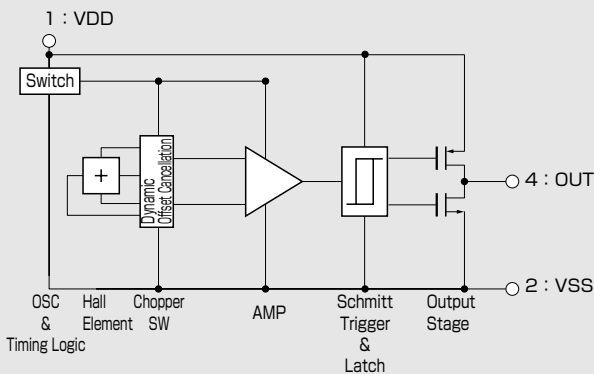 1 : VDD
Switch
+
Dynamic
Offset Cancellation
4 : OUT
2 : VSS
OSC
&
Timing Logic
Hall
Element
Chopper
SW
AMP
Schmitt
Trigger
&
Latch
Output
Stage